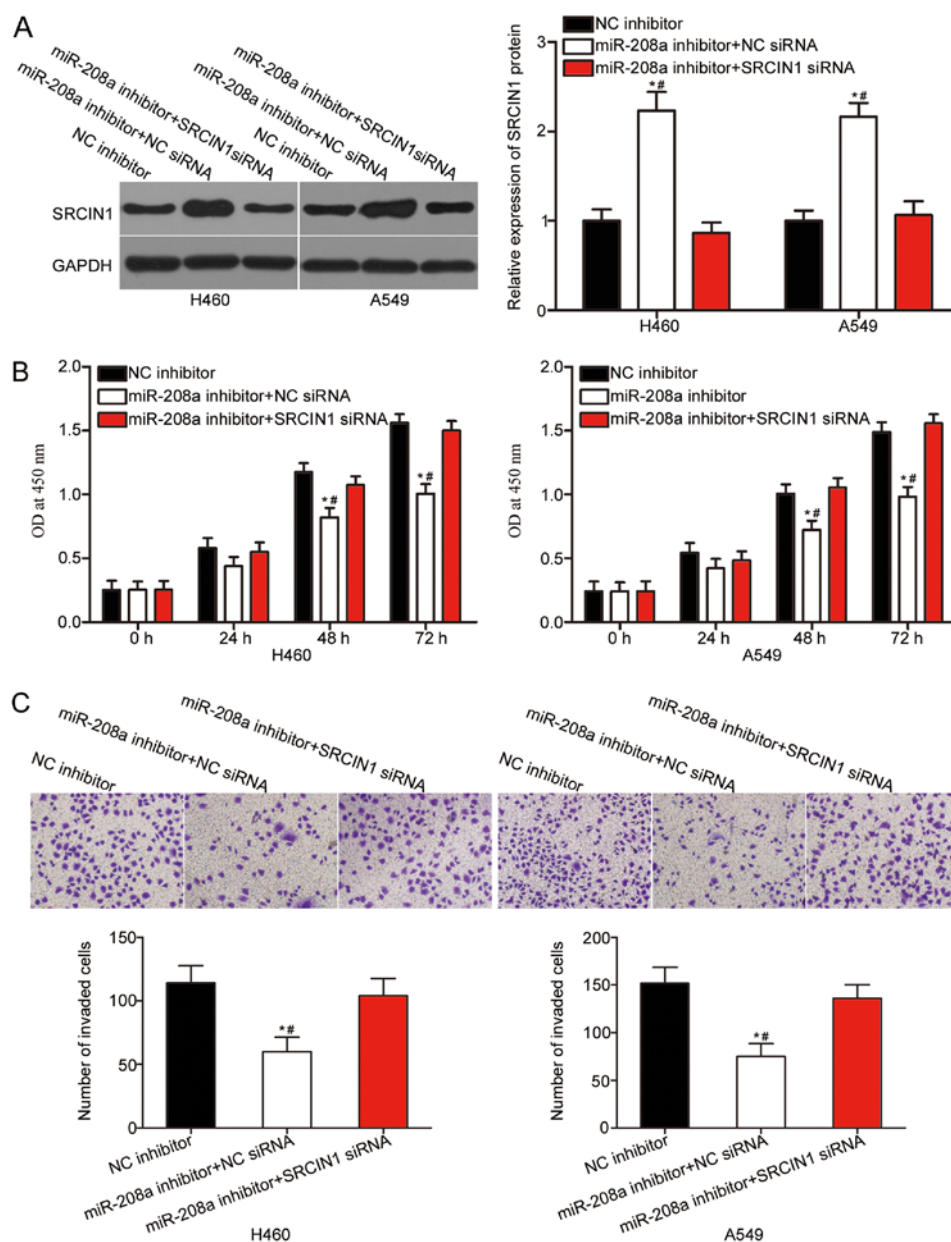 A
miR-208a inhibitor+SRCIN1siRNA
miR-208a inhibitor+NC siRNA
NC inhibitor
miR-208a inhibitor+SRCIN1siRNA
miR-208a inhibitor+NC siRNA
NC inhibitor
SRCIN1
GAPDH
H460
A549
NC inhibitor
miR-208a inhibitor+NC siRNA
miR-208a inhibitor+SRCIN1 siRNA
Relative expression of SRCIN1 protein
3
2
1
0
*#
*#
H460
A549
B
NC inhibitor
miR-208a inhibitor+NC siRNA
miR-208a inhibitor+SRCIN1 siRNA
OD at 450 nm
2.0
1.5
1.0
0.5
0.0
*#
*#
0 h
24 h
48 h
72 h
H460
NC inhibitor
miR-208a inhibitor
miR-208a inhibitor+SRCIN1 siRNA
OD at 450 nm
2.0
1.5
1.0
0.5
0.0
*#
*#
0 h
24 h
48 h
72 h
A549
C
miR-208a inhibitor+SRCIN1 siRNA
miR-208a inhibitor+NC siRNA
NC inhibitor
miR-208a inhibitor+SRCIN1 siRNA
miR-208a inhibitor+NC siRNA
NC inhibitor
Number of invaded cells
150
100
50
0
*#
NC inhibitor
miR-208a inhibitor+NC siRNA
miR-208a inhibitor+SRCIN1 siRNA
H460
Number of invaded cells
200
150
100
50
0
*#
NC inhibitor
miR-208a inhibitor+NC siRNA
miR-208a inhibitor+SRCIN1 siRNA
A549